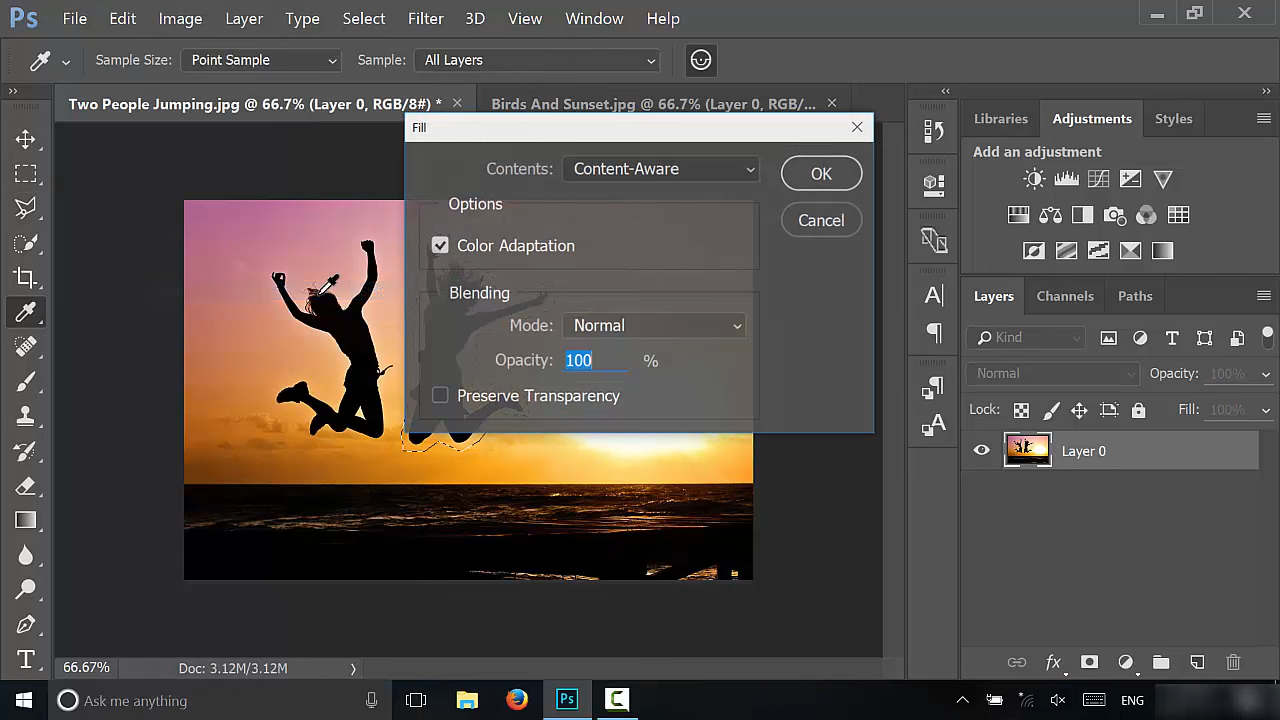 Ps File Edit Image Layer Type Select Filter 3D View Window Help
Sample Size: Point Sample Sample: All Layers
Two People Jumping.jpg @ 66.7% (Layer 0, RGB/8#) * Birds And Sunset.jpg @ 66.7% (Layer 0, RGB/...
Fill
Contents: Content-Aware
OK
Options
Cancel
Color Adaptation
Blending
Mode: Normal
Opacity: 100 %
Preserve Transparency
Libraries Adjustments Styles
Add an adjustment
Layers Channels Paths
Kind
Normal Opacity: 100%
Lock: Fill: 100%
Layer 0
fx
66.67% Doc: 3.12M/3.12M
Ask me anything
Ps
ENG